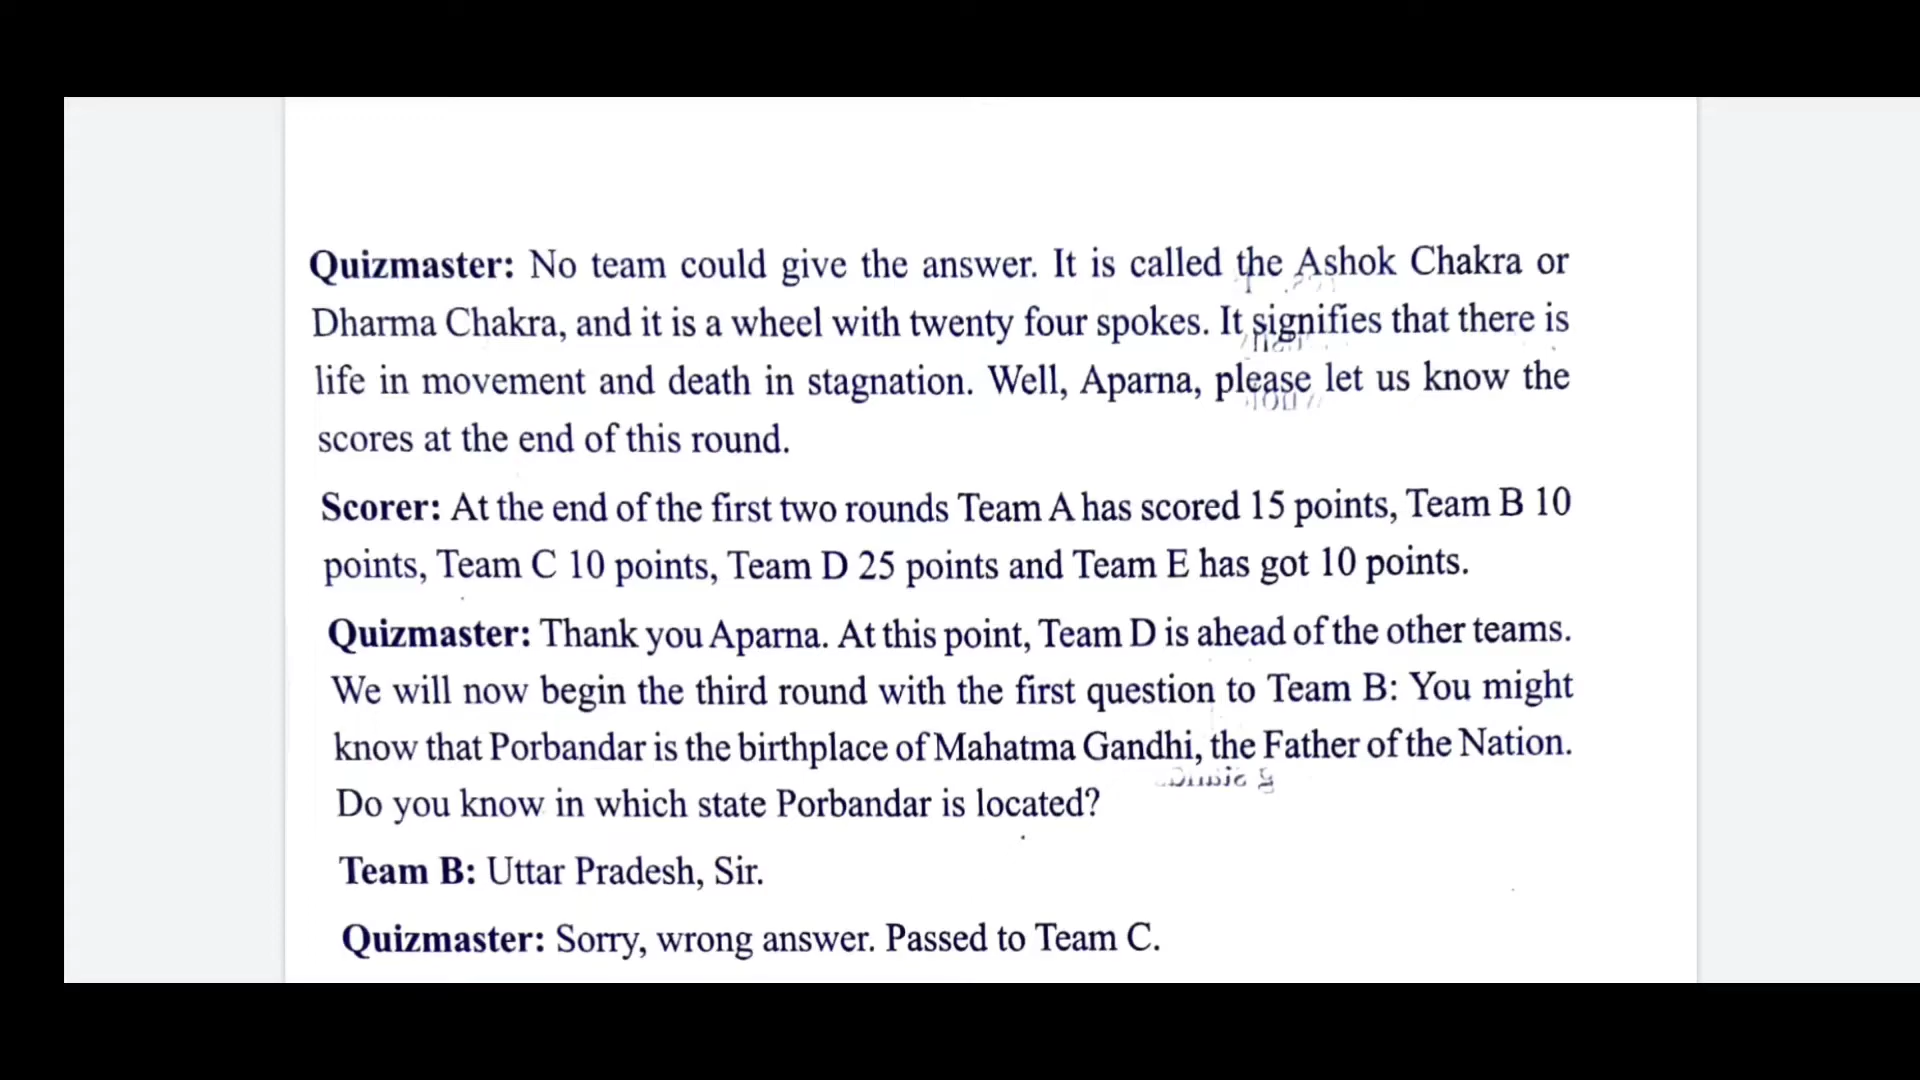 Quizmaster: No team could give the answer. It is called the Ashok Chakra or
Dharma Chakra, and it is a wheel with twenty four spokes. It signifies that there is
life in movement and death in stagnation. Well, Aparna, please let us know the
scores at the end of this round.
Scorer: At the end of the first two rounds Team A has scored 15 points, Team B 10
points, Team C 10 points, Team D 25 points and Team E has got 10 points.
Quizmaster: Thank you Aparna. At this point, Team D is ahead of the other teams.
We will now begin the third round with the first question to Team B: You might
know that Porbandar is the birthplace of Mahatma Gandhi, the Father of the Nation.
Do you know in which state Porbandar is located?
Team B: Uttar Pradesh, Sir.
Quizmaster: Sorry, wrong answer. Passed to Team C.